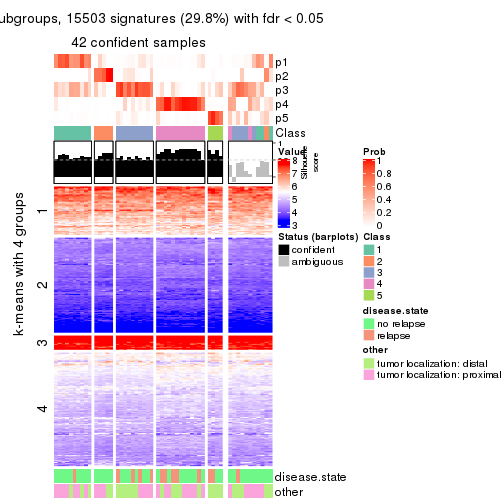 ubgroups, 15503 signatures (29.8%) with fdr < 0.05
42 confident samples
p1
p2
p3
p4
p5
Class
1
Silhouette
score
k-means with 4 groups
1
2
3
4
disease.state
other
Value
8
7
6
5
4
3
Prob
1
0.8
0.6
0.4
0.2
0
Status (barplots)
confident
ambiguous
Class
1
2
3
4
5
disease.state
no relapse
relapse
other
tumor localization: distal
tumor localization: proximal